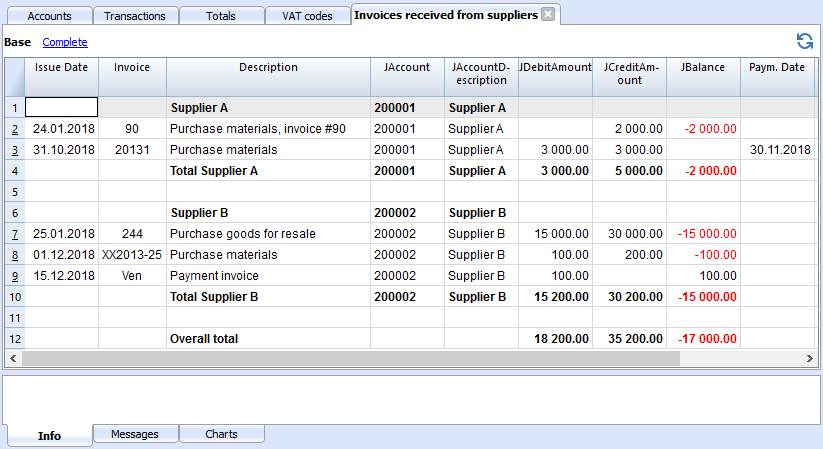 Accounts Transactions Totals VAT codes Invoices received from suppliers
Base Complete
Issue Date Invoice Description JAccount JAccountD- JDebitAmount JCreditAm- JBalance Paym. Date
escription ount
1 Supplier A 200001 Supplier A
2 24.01.2018 90 Purchase materials, invoice #90 200001 Supplier A 2 000.00 -2 000.00
3 31.10.2018 20131 Purchase materials 200001 Supplier A 3 000.00 3 000.00 30.11.2018
4 Total Supplier A 200001 Supplier A 3 000.00 5 000.00 -2 000.00
5
6 Supplier B 200002 Supplier B
7 25.01.2018 244 Purchase goods for resale 200002 Supplier B 15 000.00 30 000.00 -15 000.00
8 01.12.2018 XX2013-25 Purchase materials 200002 Supplier B 100.00 200.00 -100.00
9 15.12.2018 Ven Payment invoice 200002 Supplier B 100.00 100.00
10 Total Supplier B 200002 Supplier B 15 200.00 30 200.00 -15 000.00
11
12 Overall total 18 200.00 35 200.00 -17 000.00
Info Messages Charts